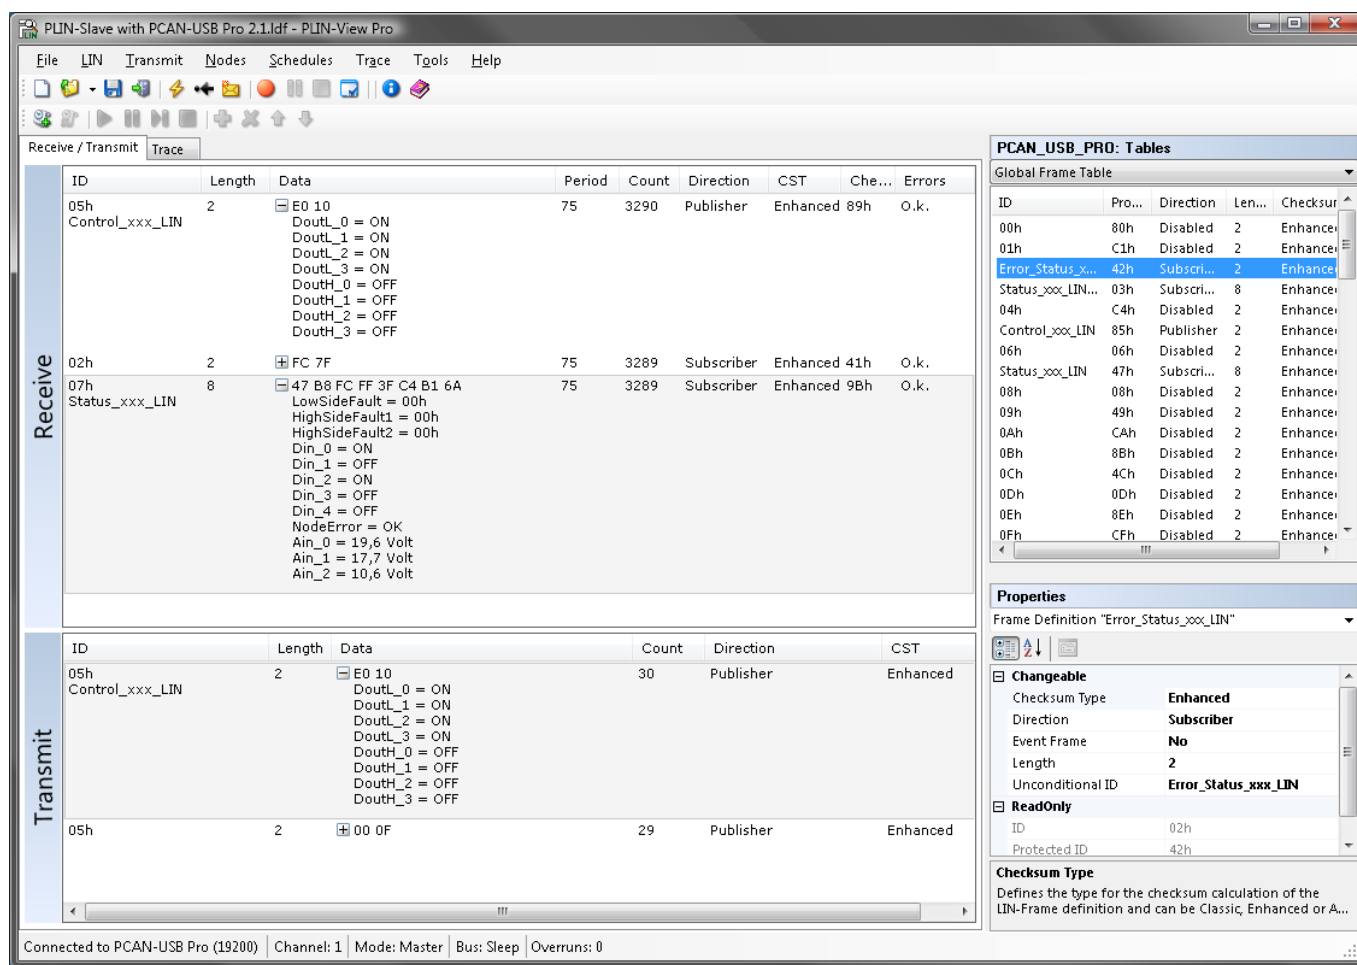 PLIN-Slave with PCAN-USB Pro 2.1.ldf - PLIN-View Pro
File LIN Transmit Nodes Schedules Trace Tools Help
Receive / Transmit Trace
Receive
ID Length Data Period Count Direction CST Che... Errors
05h 2 E0 10 75 3290 Publisher Enhanced 89h O.k.
Control_xxx_LIN DoutL_0 = ON
DoutL_1 = ON
DoutL_2 = ON
DoutL_3 = ON
DoutH_0 = OFF
DoutH_1 = OFF
DoutH_2 = OFF
DoutH_3 = OFF
02h 2 FC 7F 75 3289 Subscriber Enhanced 41h O.k.
07h 8 47 B8 FC FF 3F C4 B1 6A 75 3289 Subscriber Enhanced 9Bh O.k.
Status_xxx_LIN LowSideFault = 00h
HighSideFault1 = 00h
HighSideFault2 = 00h
Din_0 = ON
Din_1 = OFF
Din_2 = ON
Din_3 = OFF
Din_4 = OFF
NodeError = OK
Ain_0 = 19,6 Volt
Ain_1 = 17,7 Volt
Ain_2 = 10,6 Volt
Transmit
ID Length Data Count Direction CST
05h 2 E0 10 30 Publisher Enhanced
Control_xxx_LIN DoutL_0 = ON
DoutL_1 = ON
DoutL_2 = ON
DoutL_3 = ON
DoutH_0 = OFF
DoutH_1 = OFF
DoutH_2 = OFF
DoutH_3 = OFF
05h 2 00 0F 29 Publisher Enhanced
PCAN_USB_PRO: Tables
Global Frame Table
ID Pro... Direction Len... Checksur
00h 80h Disabled 2 Enhance
01h C1h Disabled 2 Enhance
Error_Status_x... 42h Subscri... 2 Enhance
Status_xxx_LIN... 03h Subscri... 8 Enhance
04h C4h Disabled 2 Enhance
Control_xxx_LIN 85h Publisher 2 Enhance
06h 06h Disabled 2 Enhance
Status_xxx_LIN 47h Subscri... 8 Enhance
08h 08h Disabled 2 Enhance
09h 49h Disabled 2 Enhance
0Ah CAh Disabled 2 Enhance
0Bh 8Bh Disabled 2 Enhance
0Ch 4Ch Disabled 2 Enhance
0Dh 0Dh Disabled 2 Enhance
0Eh 8Eh Disabled 2 Enhance
0Fh CFh Disabled 2 Enhance
Properties
Frame Definition "Error_Status_xxx_LIN"
Changeable
Checksum Type Enhanced
Direction Subscriber
Event Frame No
Length 2
Unconditional ID Error_Status_xxx_LIN
ReadOnly
ID 02h
Protected ID 42h
Checksum Type
Defines the type for the checksum calculation of the
LIN-Frame definition and can be Classic, Enhanced or A...
Connected to PCAN-USB Pro (19200) Channel: 1 Mode: Master Bus: Sleep Overruns: 0